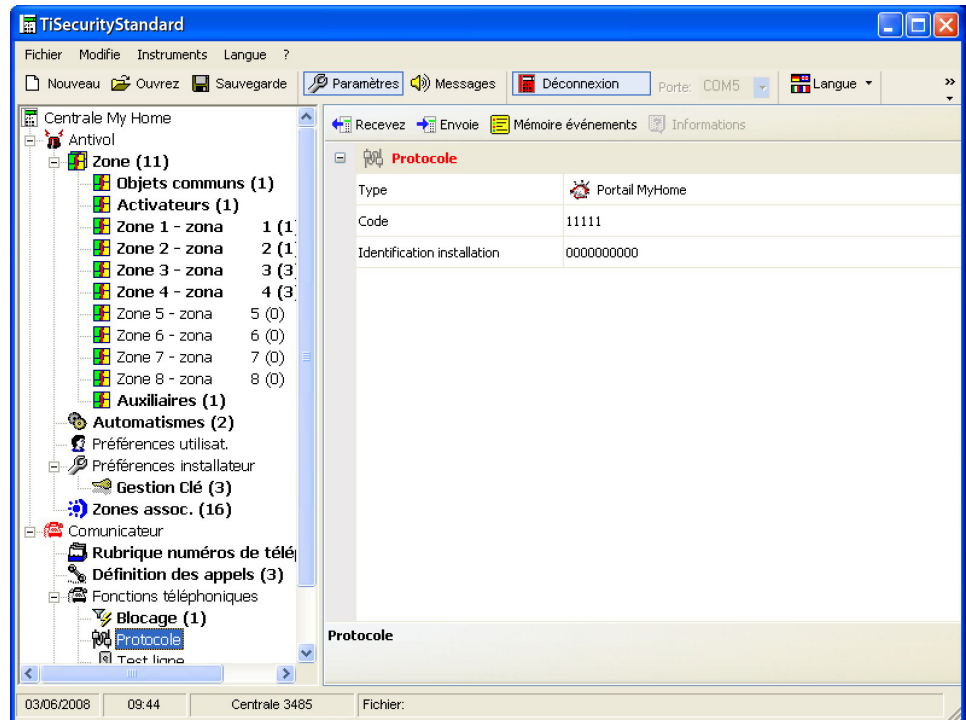 TiSecurityStandard
Fichier Modifie Instruments Langue ?
Nouveau Ouvrez Sauvegarde Paramètres Messages Déconnexion Porte: COM5 Langue »
Centrale My Home
Antivol
Zone (11)
Objets communs (1)
Activateurs (1)
Zone 1 - zona 1 (1
Zone 2 - zona 2 (1
Zone 3 - zona 3 (3
Zone 4 - zona 4 (3
Zone 5 - zona 5 (0)
Zone 6 - zona 6 (0)
Zone 7 - zona 7 (0)
Zone 8 - zona 8 (0)
Auxiliaires (1)
Automatismes (2)
Préférences utilisat.
Préférences installateur
Gestion Clé (3)
Zones assoc. (16)
Comunicateur
Rubrique numéros de télé
Définition des appels (3)
Fonctions téléphoniques
Blocage (1)
Protocole
Test ligne
Recevez Envoie Mémoire événements Informations
Protocole
Type Portail MyHome
Code 11111
Identification installation 0000000000
Protocole
03/06/2008 09:44 Centrale 3485 Fichier: